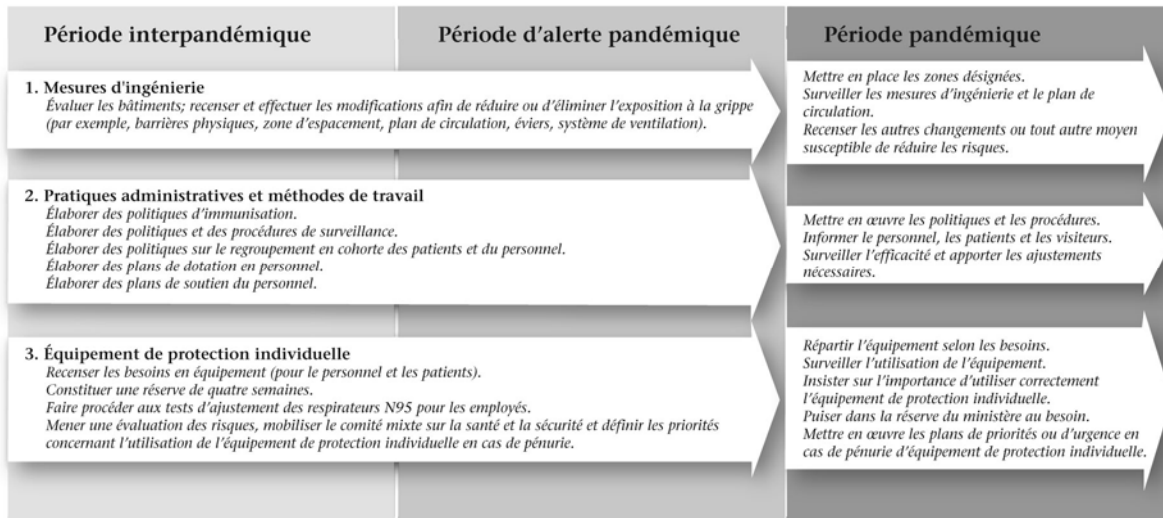 Période interpandémique
Période d'alerte pandémique
Période pandémique
1. Mesures d'ingénierie
Évaluer les bâtiments; recenser et effectuer les modifications afin de réduire ou d'éliminer l'exposition à la grippe
(par exemple, barrières physiques, zone d'espacement, plan de circulation, éviers, système de ventilation).
Mettre en place les zones désignées.
Surveiller les mesures d'ingénierie et le plan de
circulation.
Recenser les autres changements ou tout autre moyen
susceptible de réduire les risques.
2. Pratiques administratives et méthodes de travail
Élaborer des politiques d'immunisation.
Élaborer des politiques et des procédures de surveillance.
Élaborer des politiques sur le regroupement en cohorte des patients et du personnel.
Élaborer des plans de dotation en personnel.
Élaborer des plans de soutien du personnel.
Mettre en œuvre les politiques et les procédures.
Informer le personnel, les patients et les visiteurs.
Surveiller l'efficacité et apporter les ajustements
nécessaires.
3. Équipement de protection individuelle
Recenser les besoins en équipement (pour le personnel et les patients).
Constituer une réserve de quatre semaines.
Faire procéder aux tests d'ajustement des respirateurs N95 pour les employés.
Mener une évaluation des risques, mobiliser le comité mixte sur la santé et la sécurité et définir les priorités
concernant l'utilisation de l'équipement de protection individuelle en cas de pénurie.
Répartir l'équipement selon les besoins.
Surveiller l'utilisation de l'équipement.
Insister sur l'importance d'utiliser correctement
l'équipement de protection individuelle.
Puiser dans la réserve du ministère au besoin.
Mettre en œuvre les plans de priorités ou d'urgence en
cas de pénurie d'équipement de protection individuelle.